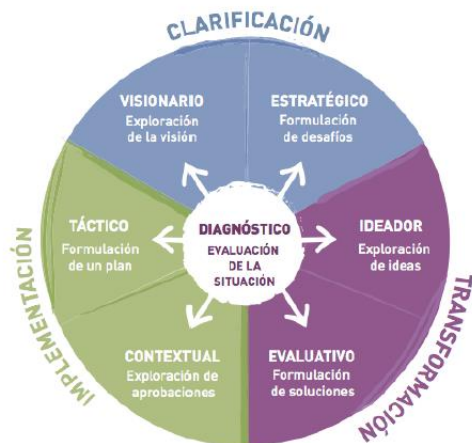 CLARIFICACIÓN
VISIONARIO
Exploración
de la visión
ESTRATÉGICO
Formulación
de desafíos
TÁCTICO
Formulación
de un plan
DIAGNÓSTICO
EVALUACIÓN
DE LA
SITUACIÓN
IDEADOR
Exploración
de ideas
CONTEXTUAL
Exploración de
aprobaciones
EVALUATIVO
Formulación
de soluciones
IMPLEMENTACIÓN
TRANSFORMACIÓN